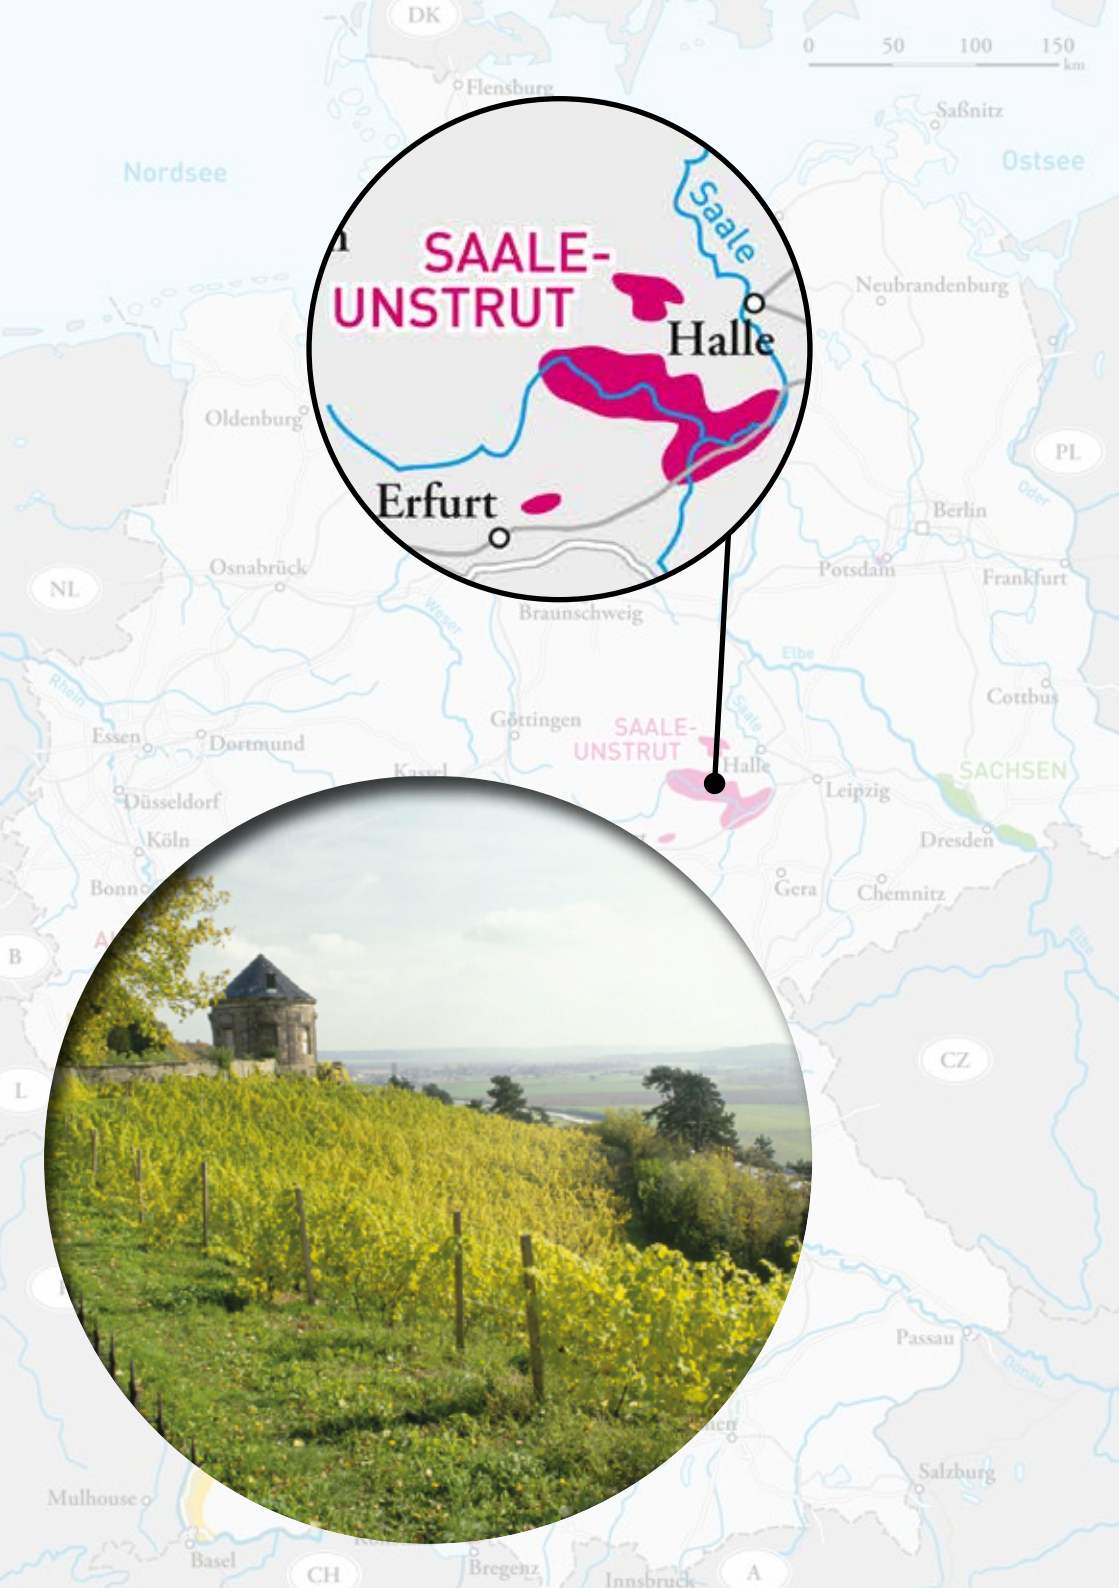 DK
0 50 100 150
km
Flensburg
Saßnitz
Nordsee
Ostsee
Saale
SAALE-
UNSTRUT
Neubrandenburg
Halle
Oldenburg
PL
Oder
Erfurt
Berlin
Osnabrück
Potsdam
Frankfurt
NL
Weser
Braunschweig
Elbe
Rhein
Cottbus
Saale
Göttingen
SAALE-
UNSTRUT
Essen
Dortmund
Halle
Kassel
SACHSEN
Leipzig
Düsseldorf
Köln
Dresden
Bonn
Gera
Chemnitz
Elbe
B
CZ
L
Passau
Donau
Salzburg
Mulhouse
Basel
Bregenz
CH
A
Innsbruck